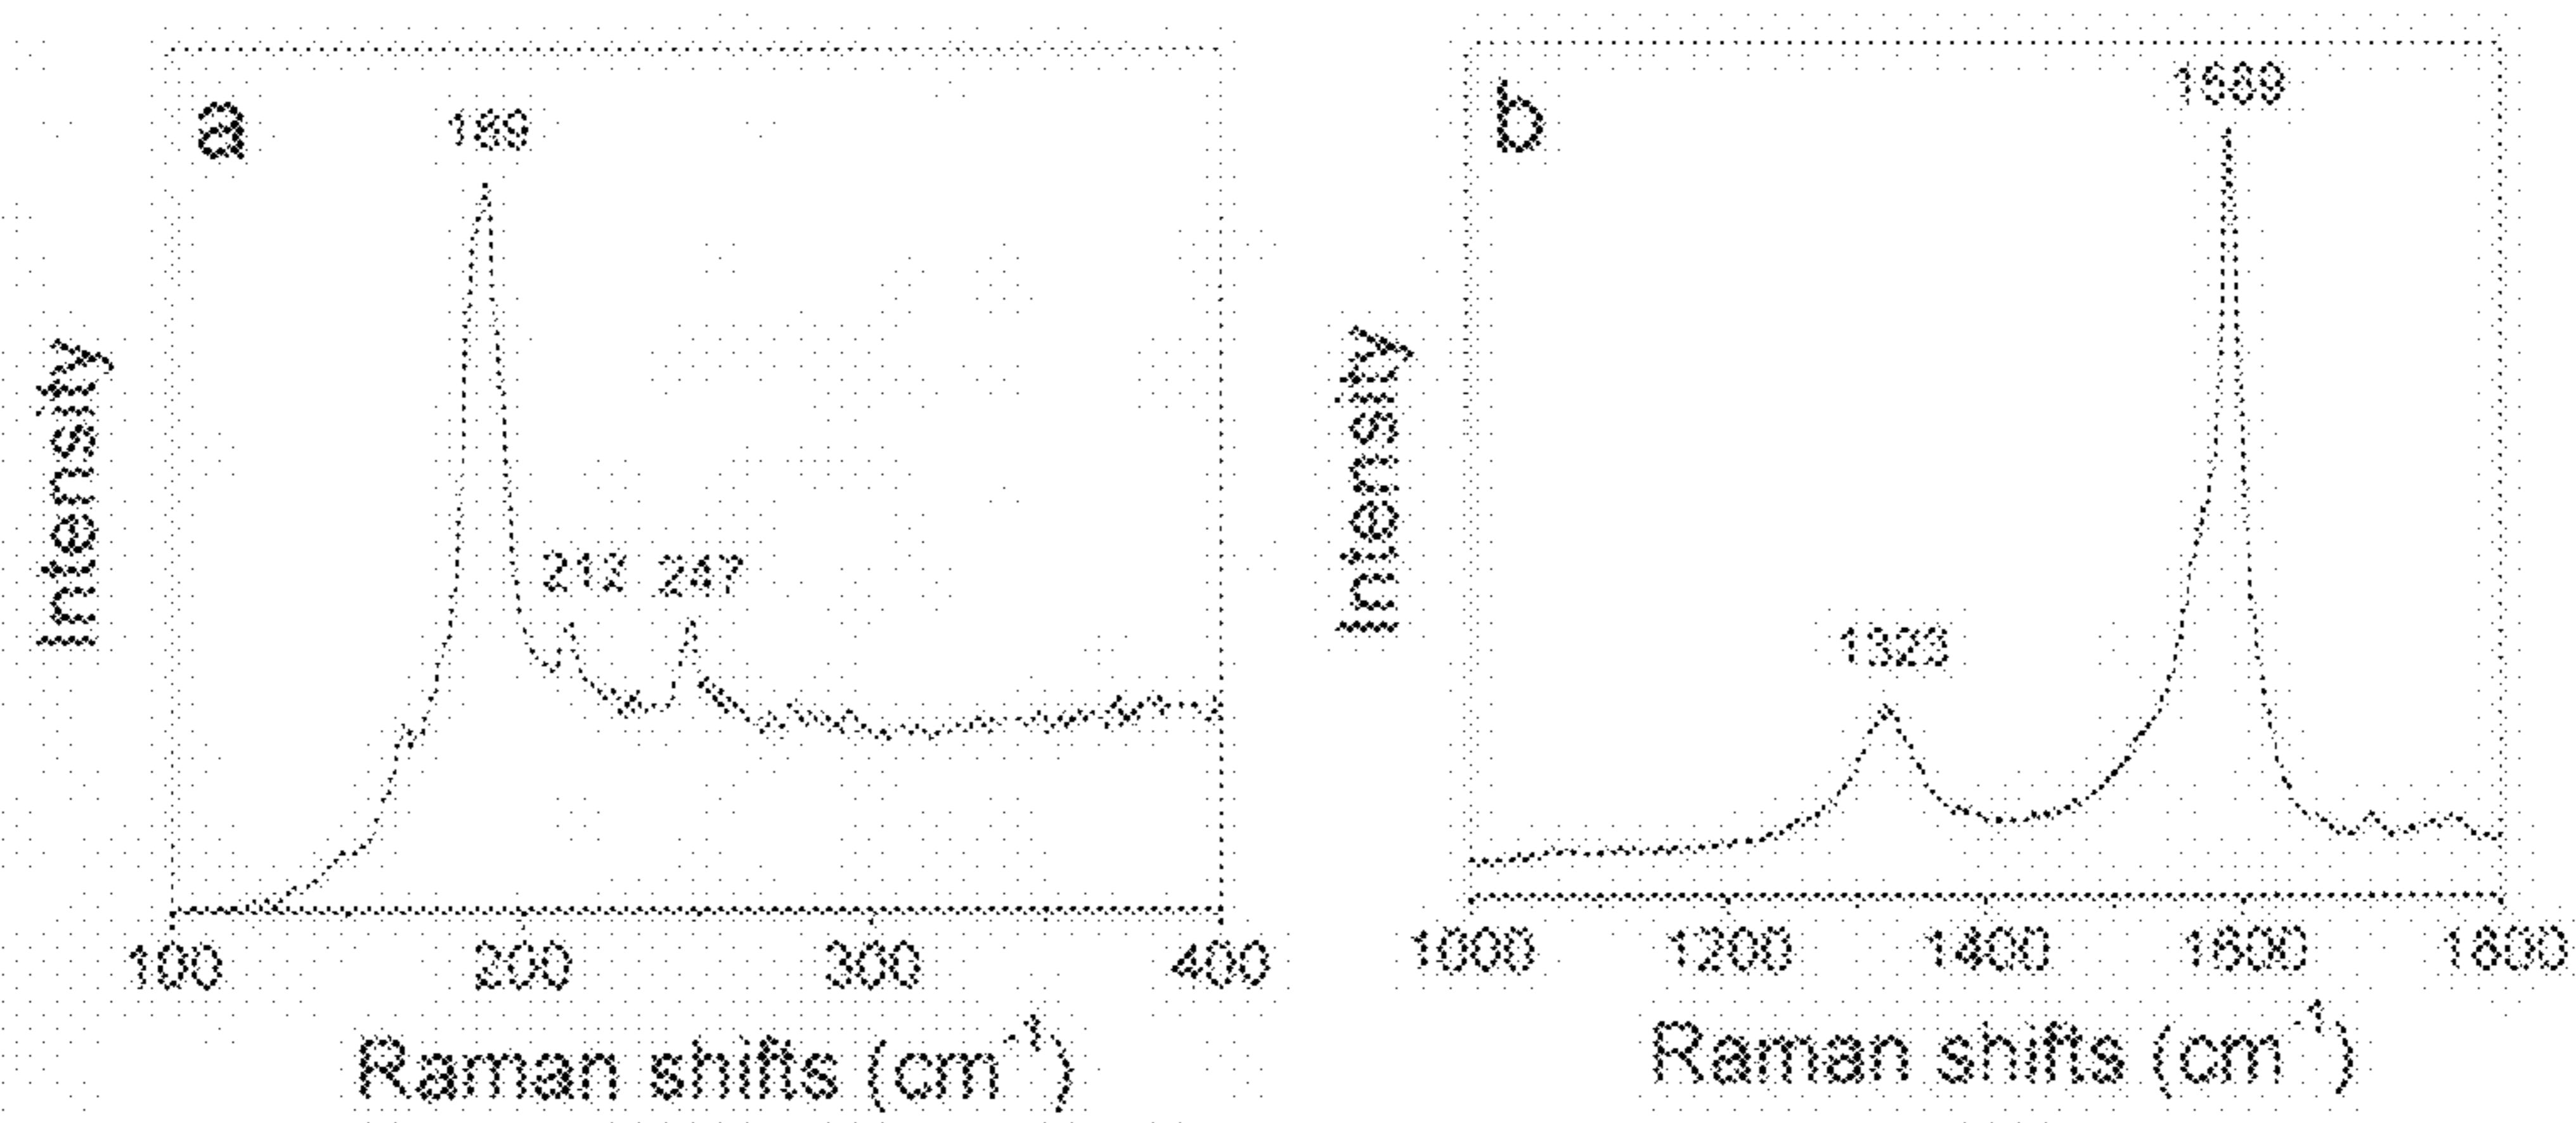 a
189
212 247
Intensity
100 200 300 400
Raman shifts (cm⁻¹)
b
1589
1323
Intensity
1000 1200 1400 1600 1800
Raman shifts (cm⁻¹)